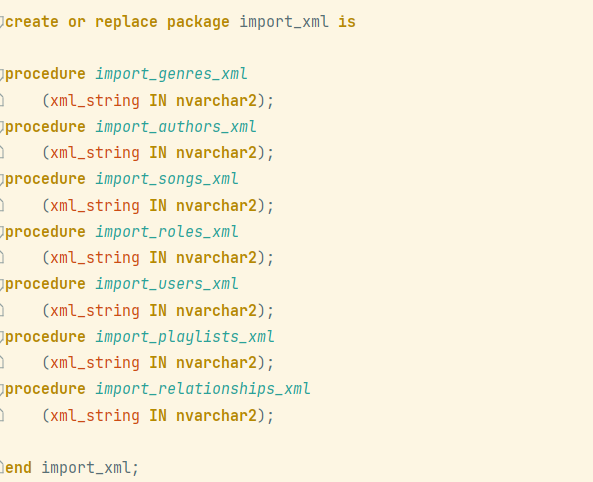 create or replace package import_xml is
procedure import_genres_xml
(xml_string IN nvarchar2);
procedure import_authors_xml
(xml_string IN nvarchar2);
procedure import_songs_xml
(xml_string IN nvarchar2);
procedure import_roles_xml
(xml_string IN nvarchar2);
procedure import_users_xml
(xml_string IN nvarchar2);
procedure import_playlists_xml
(xml_string IN nvarchar2);
procedure import_relationships_xml
(xml_string IN nvarchar2);
end import_xml;